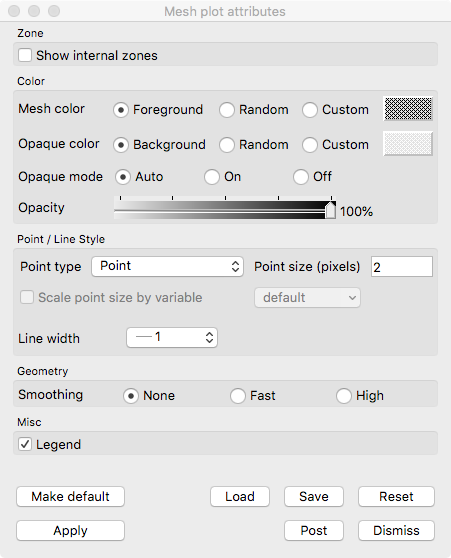 Mesh plot attributes
Zone
Show internal zones
Color
Mesh color Foreground Random Custom
Opaque color Background Random Custom
Opaque mode Auto On Off
Opacity 100%
Point / Line Style
Point type Point Point size (pixels) 2
Scale point size by variable default
Line width 1
Geometry
Smoothing None Fast High
Misc
Legend
Make default Load Save Reset
Apply Post Dismiss